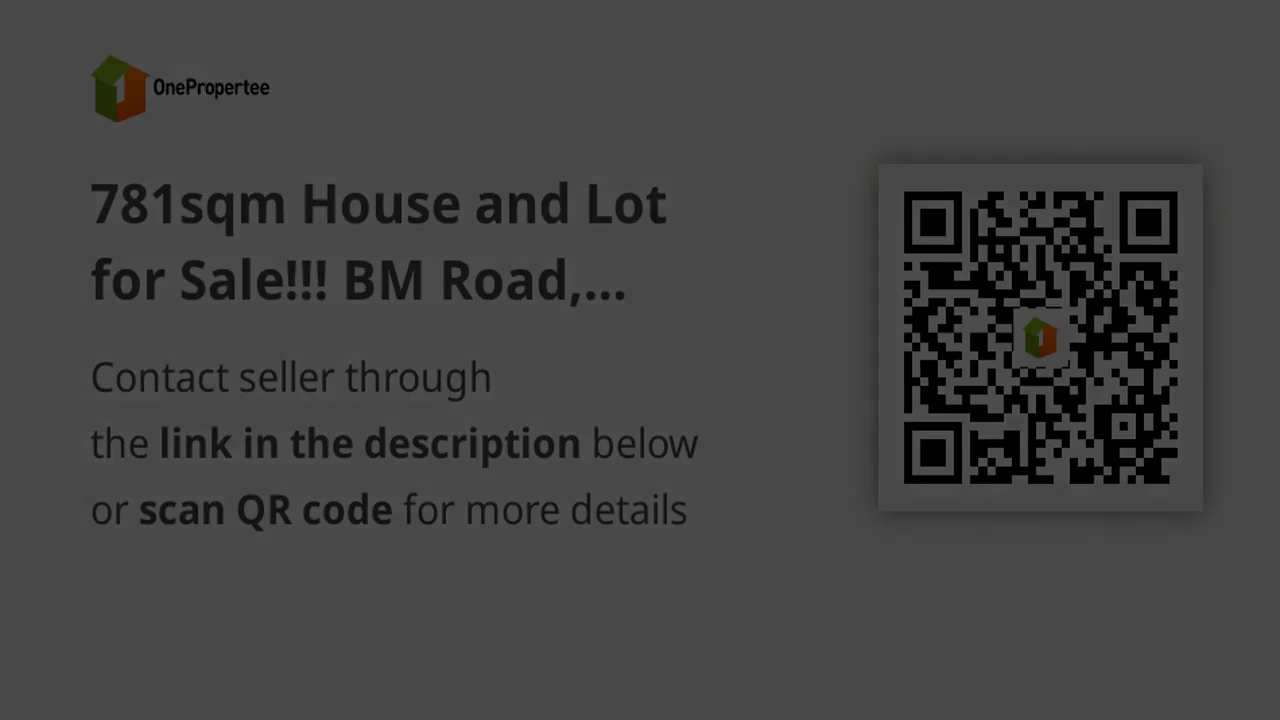 OnePropertee
781sqm House and Lot
for Sale!!! BM Road,...
Contact seller through
the link in the description below
or scan QR code for more details